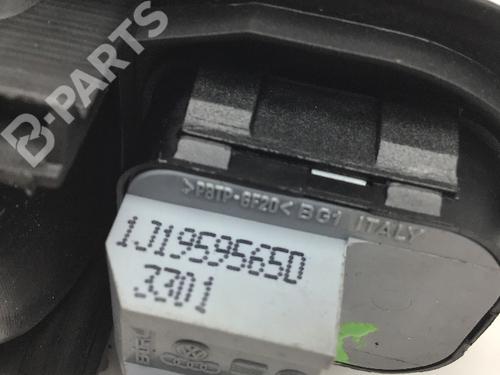 B-PARTS
>PBTP-GF20< BG1 ITALY
1J1959565D
3301